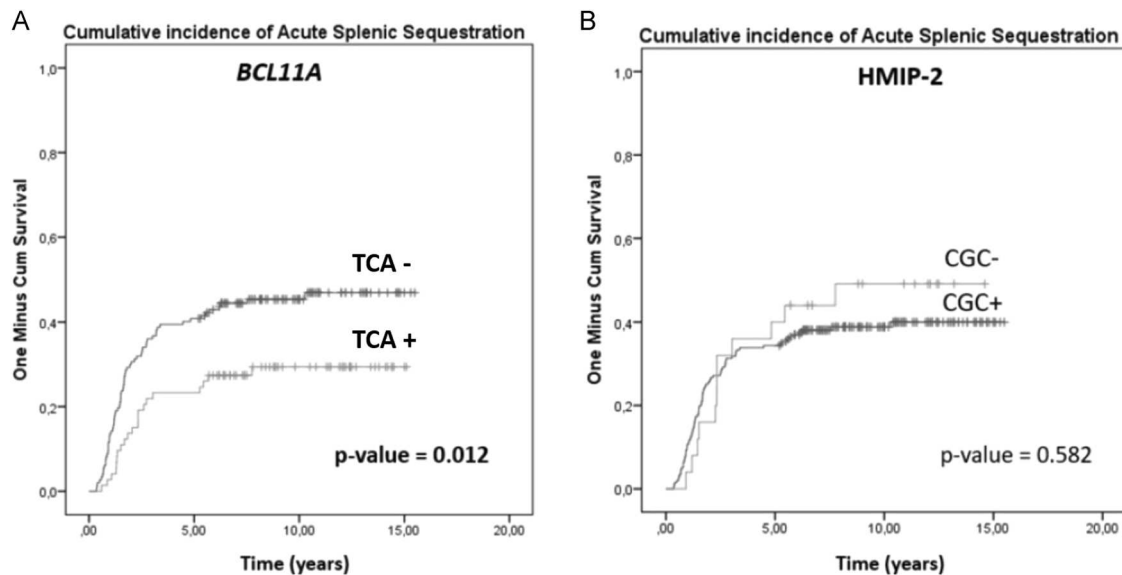 A
Cumulative incidence of Acute Splenic Sequestration
BCL11A
One Minus Cum Survival
1,0
0,8
0,6
0,4
0,2
0,0
TCA -
TCA +
p-value = 0.012
,00 5,00 10,00 15,00 20,00
Time (years)
B
Cumulative incidence of Acute Splenic Sequestration
HMIP-2
One Minus Cum Survival
1,0
0,8
0,6
0,4
0,2
0,0
CGC-
CGC+
p-value = 0.582
,00 5,00 10,00 15,00 20,00
Time (years)